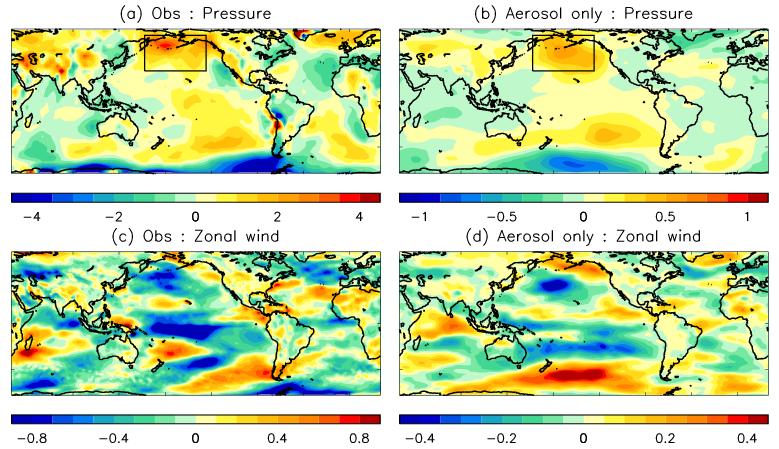 (a) Obs : Pressure
(b) Aerosol only : Pressure
−4 −2 0 2 4
−1 −0.5 0 0.5 1
(c) Obs : Zonal wind
(d) Aerosol only : Zonal wind
−0.8 −0.4 0 0.4 0.8
−0.4 −0.2 0 0.2 0.4